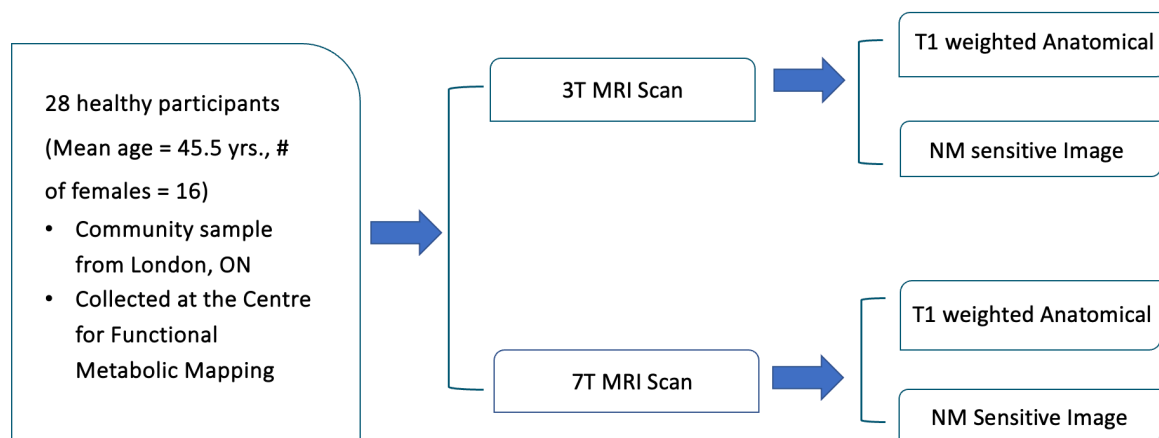 28 healthy participants
(Mean age = 45.5 yrs., #
of females = 16)
• Community sample
from London, ON
• Collected at the Centre
for Functional
Metabolic Mapping
3T MRI Scan
T1 weighted Anatomical
NM sensitive Image
7T MRI Scan
T1 weighted Anatomical
NM Sensitive Image